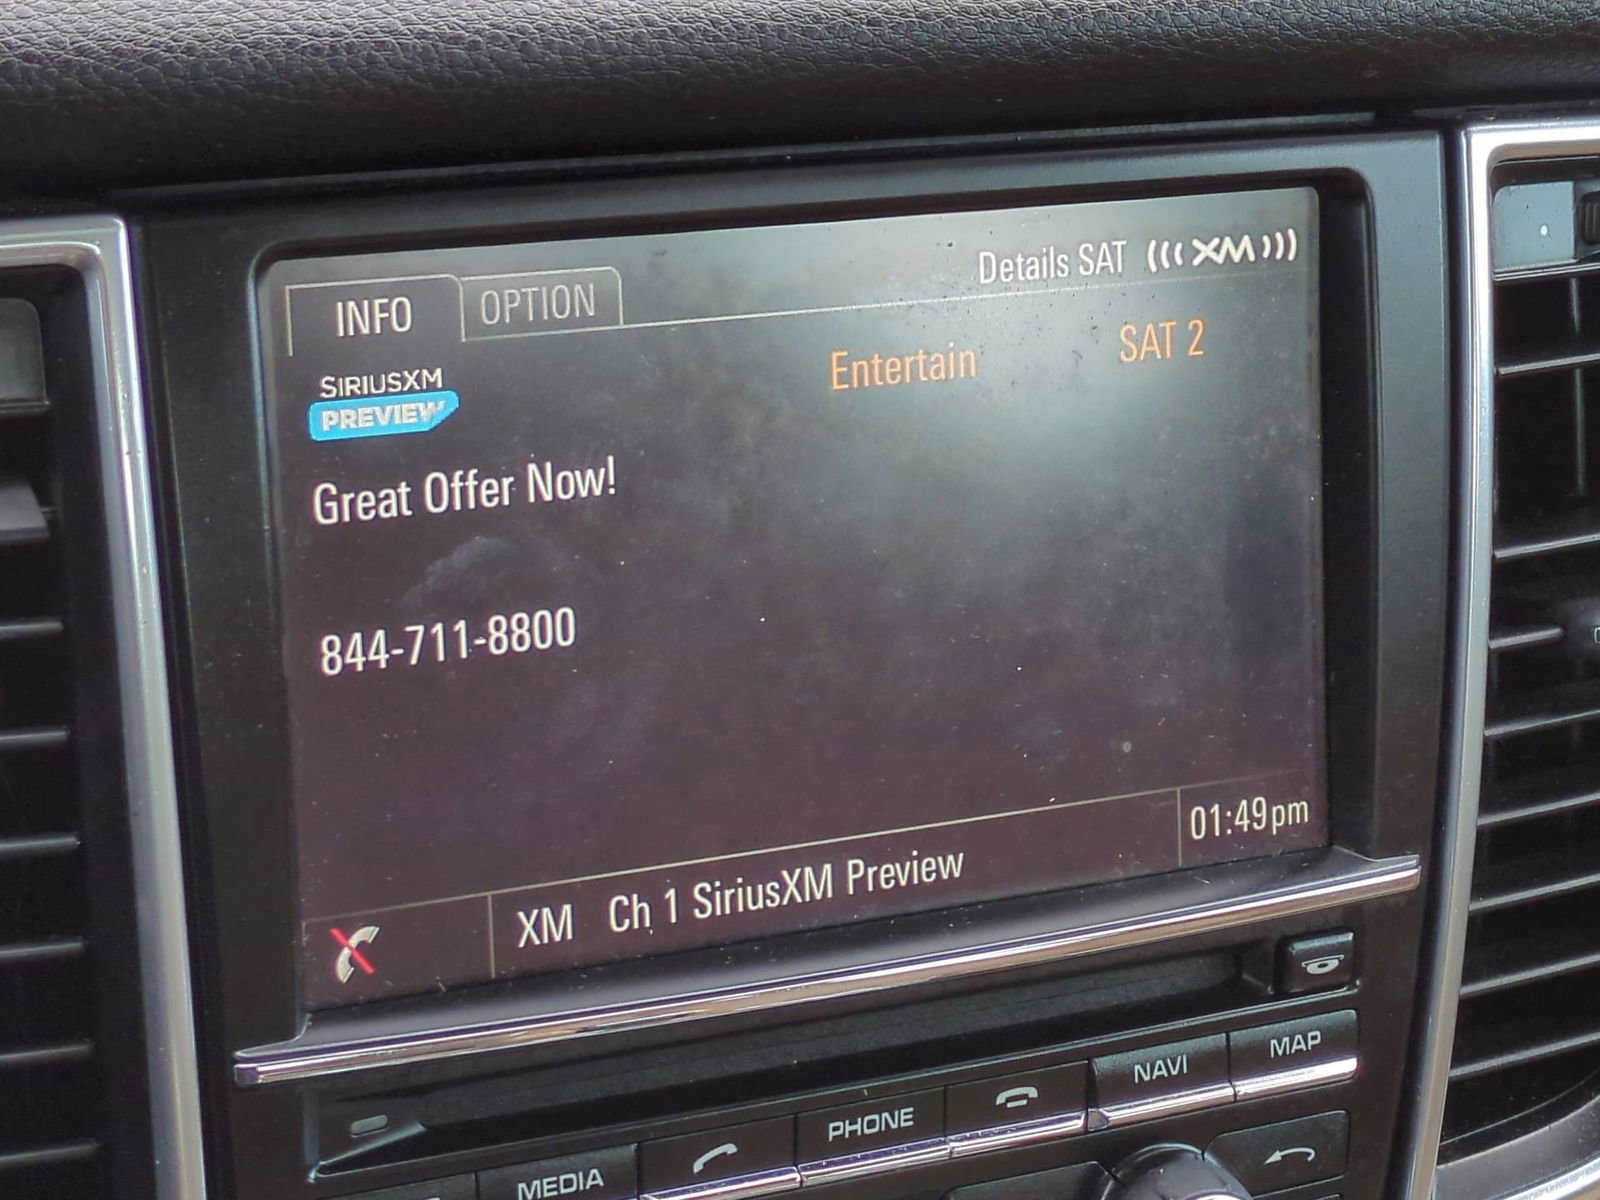 Details SAT (((XM)))
INFO
OPTION
SIRIUSXM
PREVIEW
Entertain
SAT 2
Great Offer Now!
844-711-8800
XM Ch 1 SiriusXM Preview
01:49pm
MEDIA
PHONE
NAVI
MAP